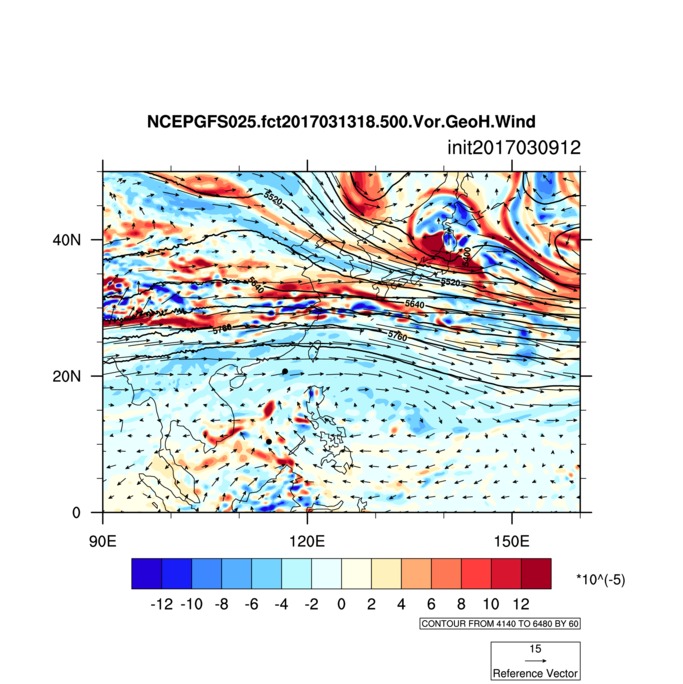 NCEPGFS025.fct2017031318.500.Vor.GeoH.Wind
init2017030912
5520
40N
5640
5520
5640
5760
5760
20N
0
90E 120E 150E
-12 -10 -8 -6 -4 -2 0 2 4 6 8 10 12
*10^(-5)
CONTOUR FROM 4140 TO 6480 BY 60
15
Reference Vector